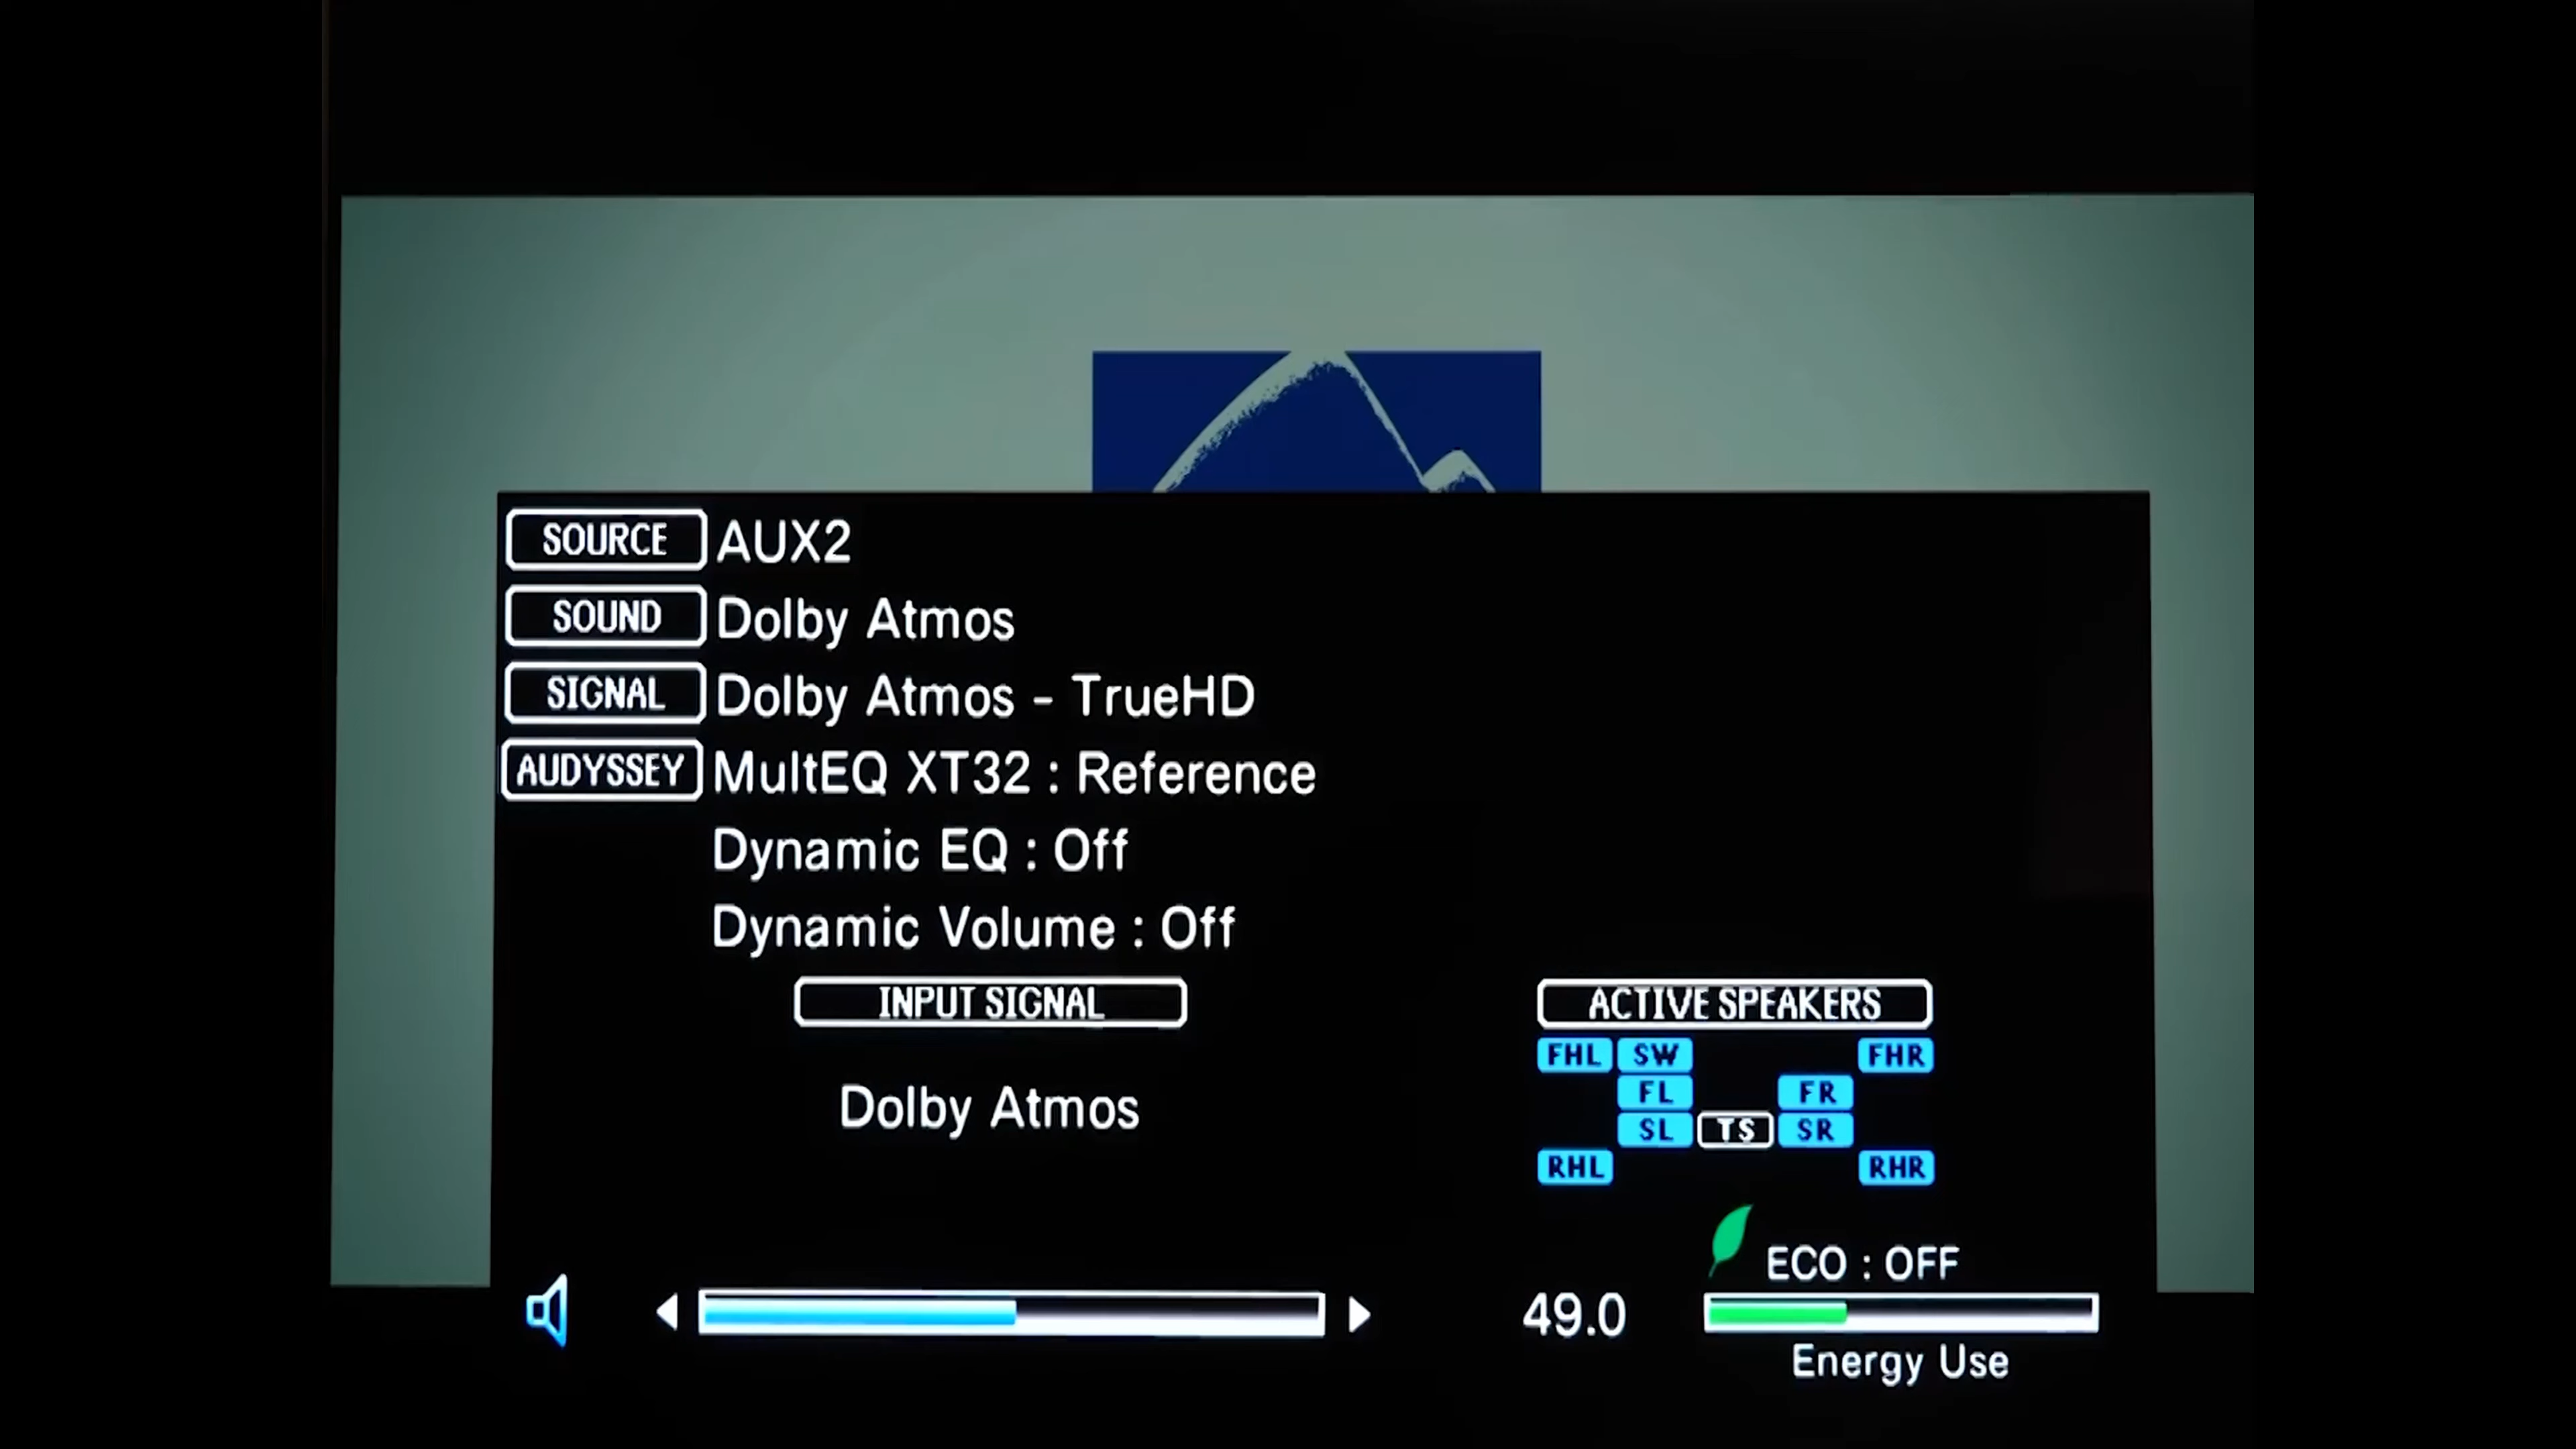 SOURCE AUX2
SOUND Dolby Atmos
SIGNAL Dolby Atmos - TrueHD
AUDYSSEY MultEQ XT32 : Reference
Dynamic EQ : Off
Dynamic Volume : Off
INPUT SIGNAL
Dolby Atmos
ACTIVE SPEAKERS
FHL SW FHR
FL FR
SL TS SR
RHL RHR
ECO : OFF
49.0
Energy Use